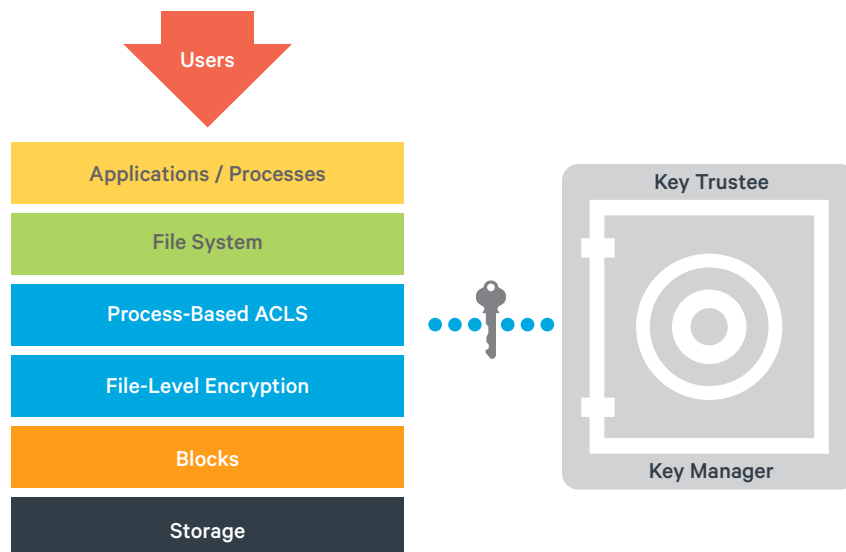 Users
Applications / Processes
File System
Process-Based ACLS
File-Level Encryption
Blocks
Storage
Key Trustee
Key Manager